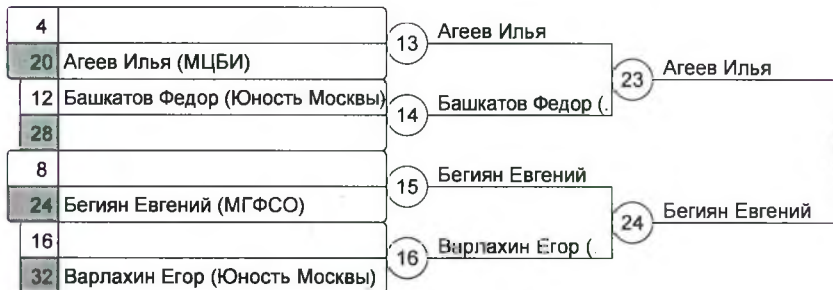 4
13 Агеев Илья
20 Агеев Илья (МЦБИ)
23 Агеев Илья
12 Башкатов Федор (Юность Москвы)
14 Башкатов Федор (.
28
8
15 Бегиян Евгений
24 Бегиян Евгений (МГФСО)
24 Бегиян Евгений
16
16 Варлахин Егор (.
32 Варлахин Егор (Юность Москвы)